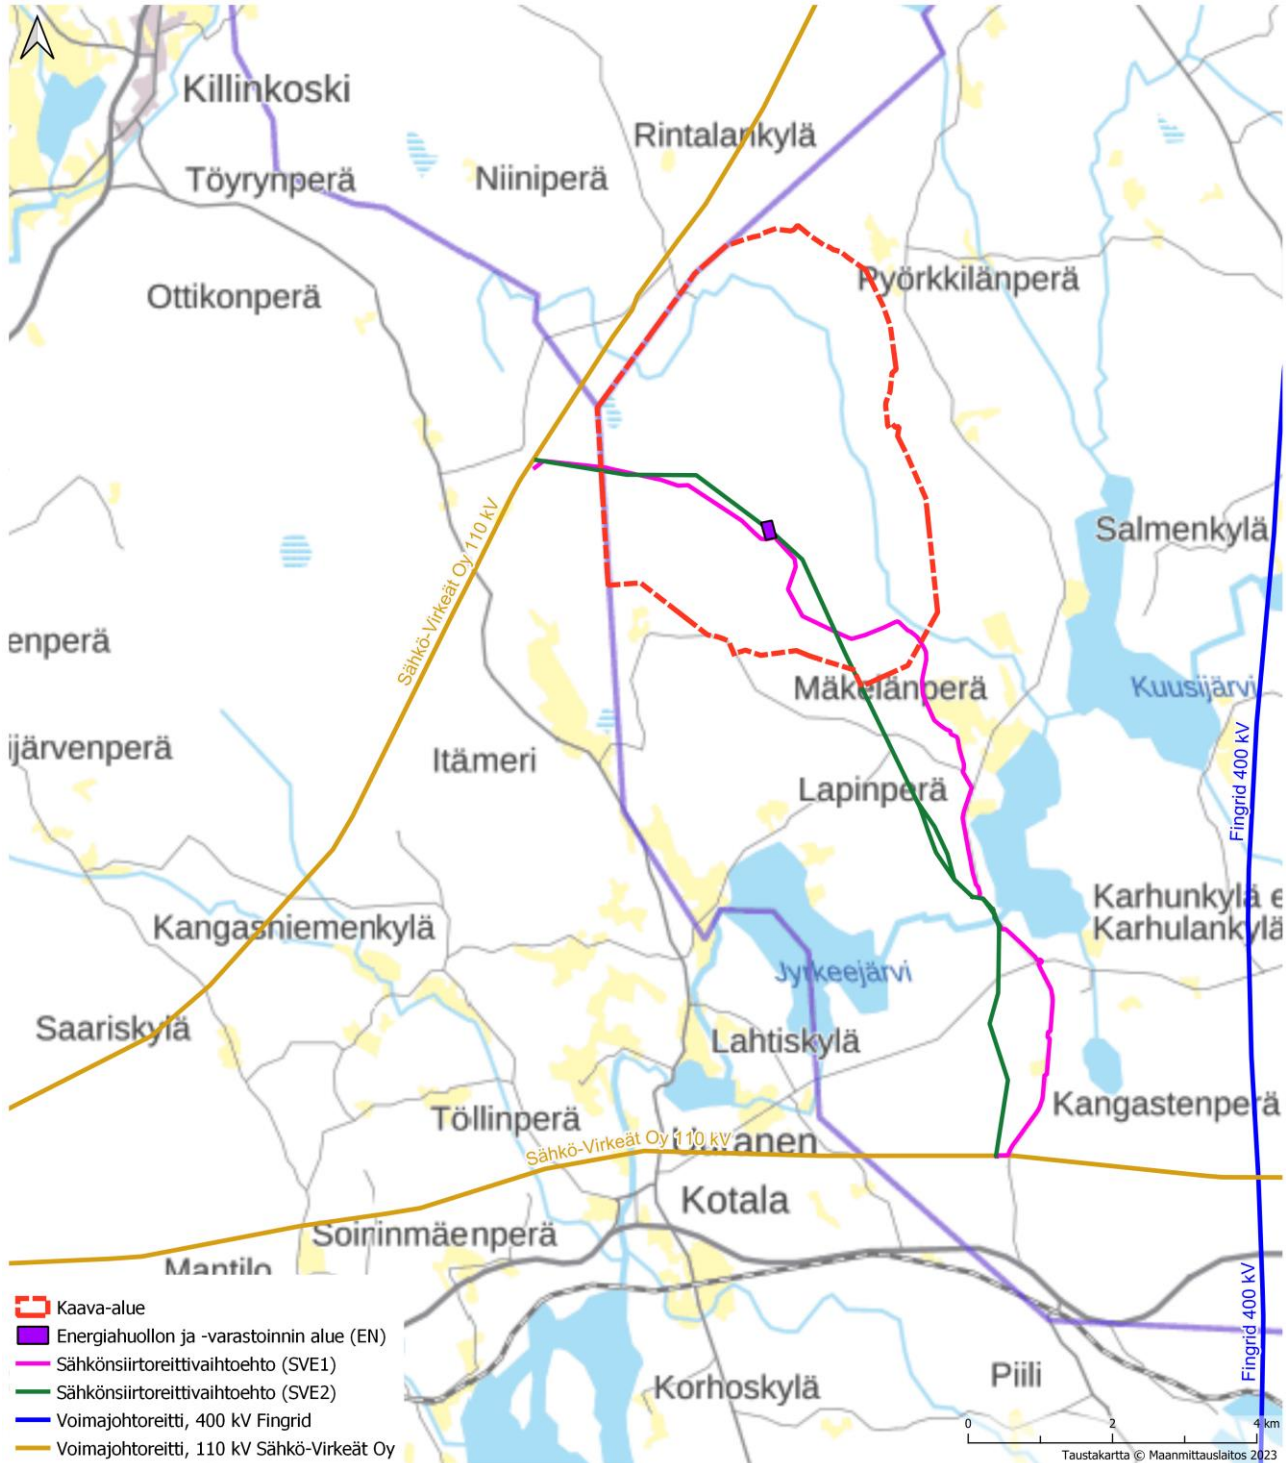 Killinkoski
Rintalankylä
Töyrynperä
Niiniperä
Pyörkkilänperä
Ottikonperä
Salmenkylä
Sähkö-Virkeät Oy 110 kV
enperä
Mäkelänperä
Kuusijärvi
ijärvenperä
Itämeri
Fingrid 400 kV
Lapinperä
Karhunkylä e
Karhulankylä
Kangasniemenkylä
Jyrkeejärvi
Saariskylä
Lahtiskylä
Kangastenperä
Töllinperä
Sähkö-Virkeät Oy 110 kV
Kotala
Soininmäenperä
Mantilo
Fingrid 400 kV
Kaava-alue
Energiahuollon ja -varastoinnin alue (EN)
Sähkönsiirtoreittivaihtoehto (SVE1)
Sähkönsiirtoreittivaihtoehto (SVE2)
Voimajohtoreitti, 400 kV Fingrid
Voimajohtoreitti, 110 kV Sähkö-Virkeät Oy
Korhoskylä
Piili
0 2 4 km
Taustakartta © Maanmittauslaitos 2023